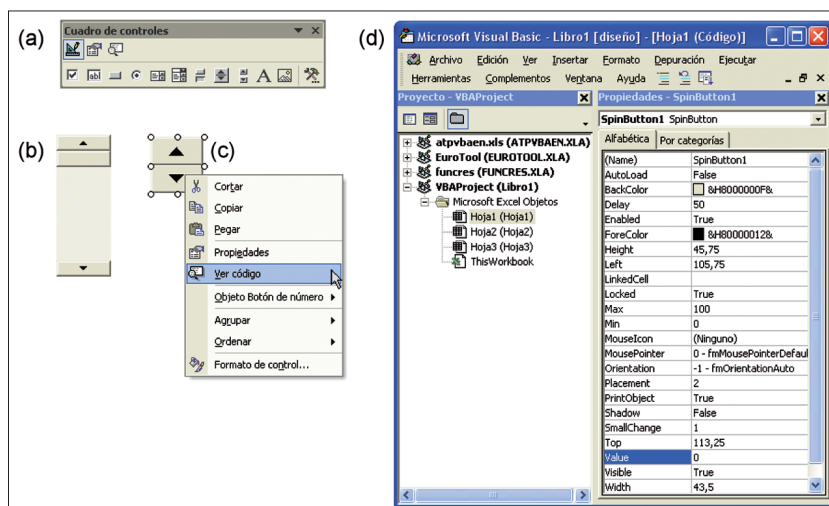 (a)
Cuadro de controles
ab
A
(b)
(c)
Cortar
Copiar
Pegar
Propiedades
Ver código
Objeto Botón de número
Agrupar
Ordenar
Formato de control...
(d)
Microsoft Visual Basic - Libro1 [diseño] - [Hoja1 (Código)]
Archivo Edición Ver Insertar Formato Depuración Ejecutar
Herramientas Complementos Ventana Ayuda
Proyecto - VBAProject
atpvbaen.xls (ATPVBAEN.XLA)
EuroTool (EUROTOOL.XLA)
funcres (FUNCRES.XLA)
VBAProject (Libro1)
Microsoft Excel Objetos
Hoja1 (Hoja1)
Hoja2 (Hoja2)
Hoja3 (Hoja3)
ThisWorkbook
Propiedades - SpinButton1
SpinButton1 SpinButton
Alfabética Por categorías
(Name) SpinButton1
AutoLoad False
BackColor &H8000000F&
Delay 50
Enabled True
ForeColor &H80000012&
Height 45,75
Left 105,75
LinkedCell
Locked True
Max 100
Min 0
MouseIcon (Ninguno)
MousePointer 0 - fmMousePointerDefaul
Orientation -1 - fmOrientationAuto
Placement 2
PrintObject True
Shadow False
SmallChange 1
Top 113,25
Value 0
Visible True
Width 43,5